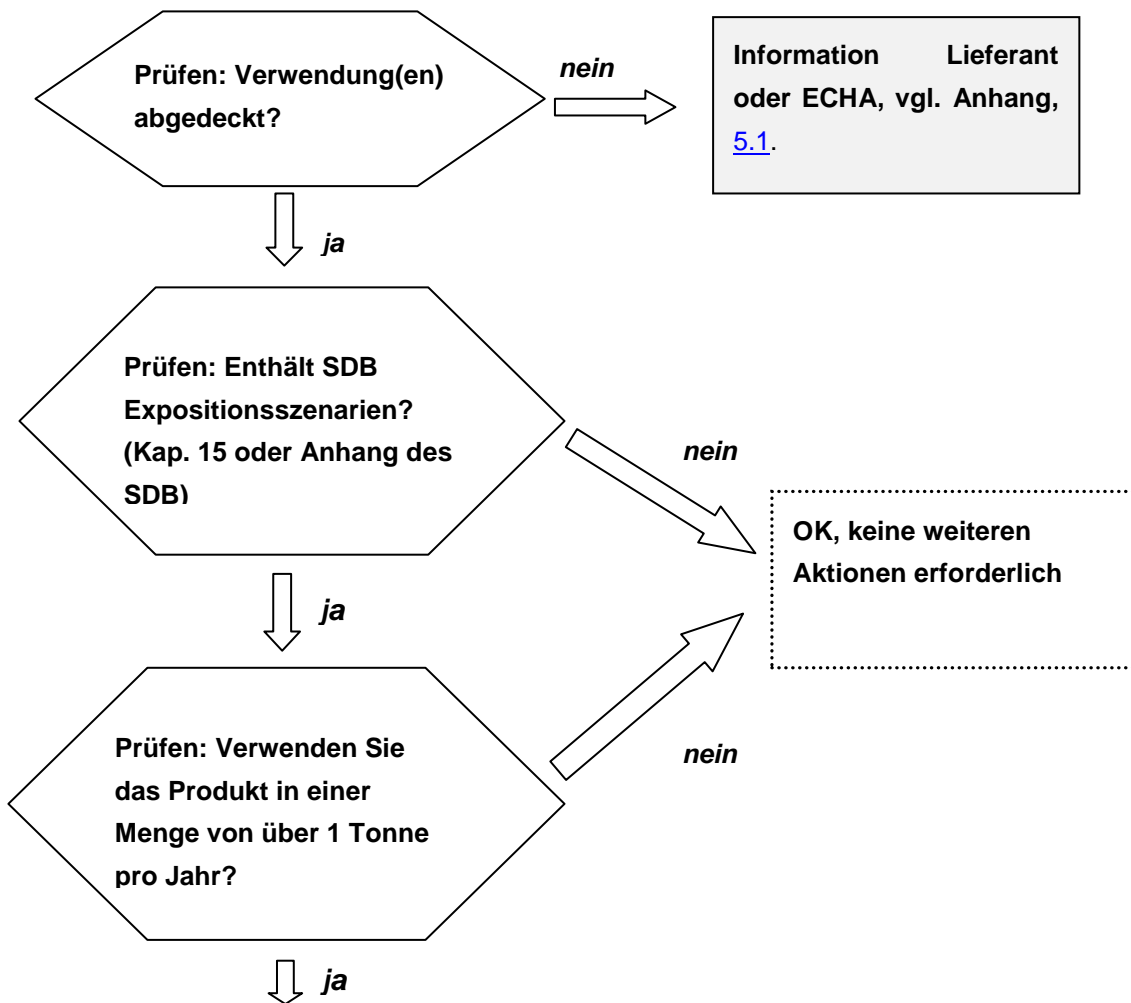 Prüfen: Verwendung(en)
abgedeckt?
nein
Information Lieferant
oder ECHA, vgl. Anhang,
5.1.
ja
Prüfen: Enthält SDB
Expositionsszenarien?
(Kap. 15 oder Anhang des
SDB)
nein
OK, keine weiteren
Aktionen erforderlich
ja
Prüfen: Verwenden Sie
das Produkt in einer
Menge von über 1 Tonne
pro Jahr?
nein
ja